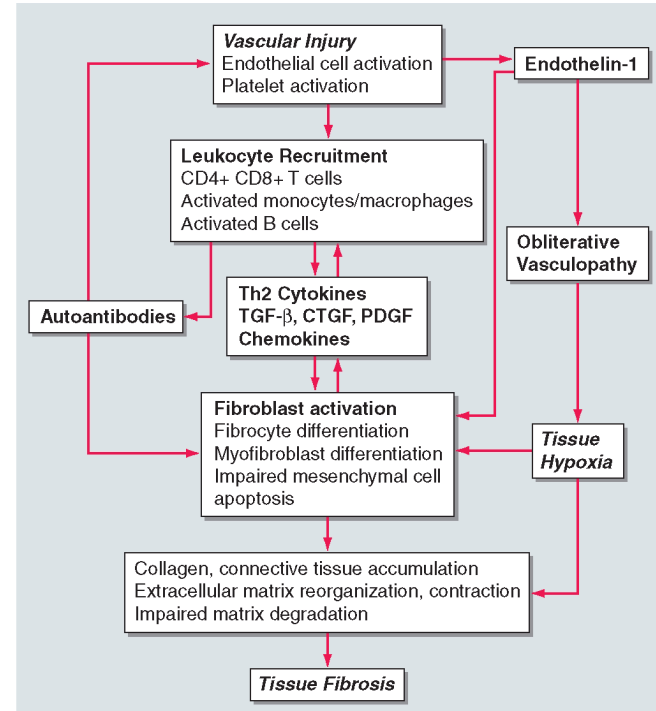 Vascular Injury
Endothelial cell activation
Platelet activation
Endothelin-1
Leukocyte Recruitment
CD4+ CD8+ T cells
Activated monocytes/macrophages
Activated B cells
Obliterative
Vasculopathy
Autoantibodies
Th2 Cytokines
TGF-β, CTGF, PDGF
Chemokines
Fibroblast activation
Fibrocyte differentiation
Myofibroblast differentiation
Impaired mesenchymal cell
apoptosis
Tissue
Hypoxia
Collagen, connective tissue accumulation
Extracellular matrix reorganization, contraction
Impaired matrix degradation
Tissue Fibrosis